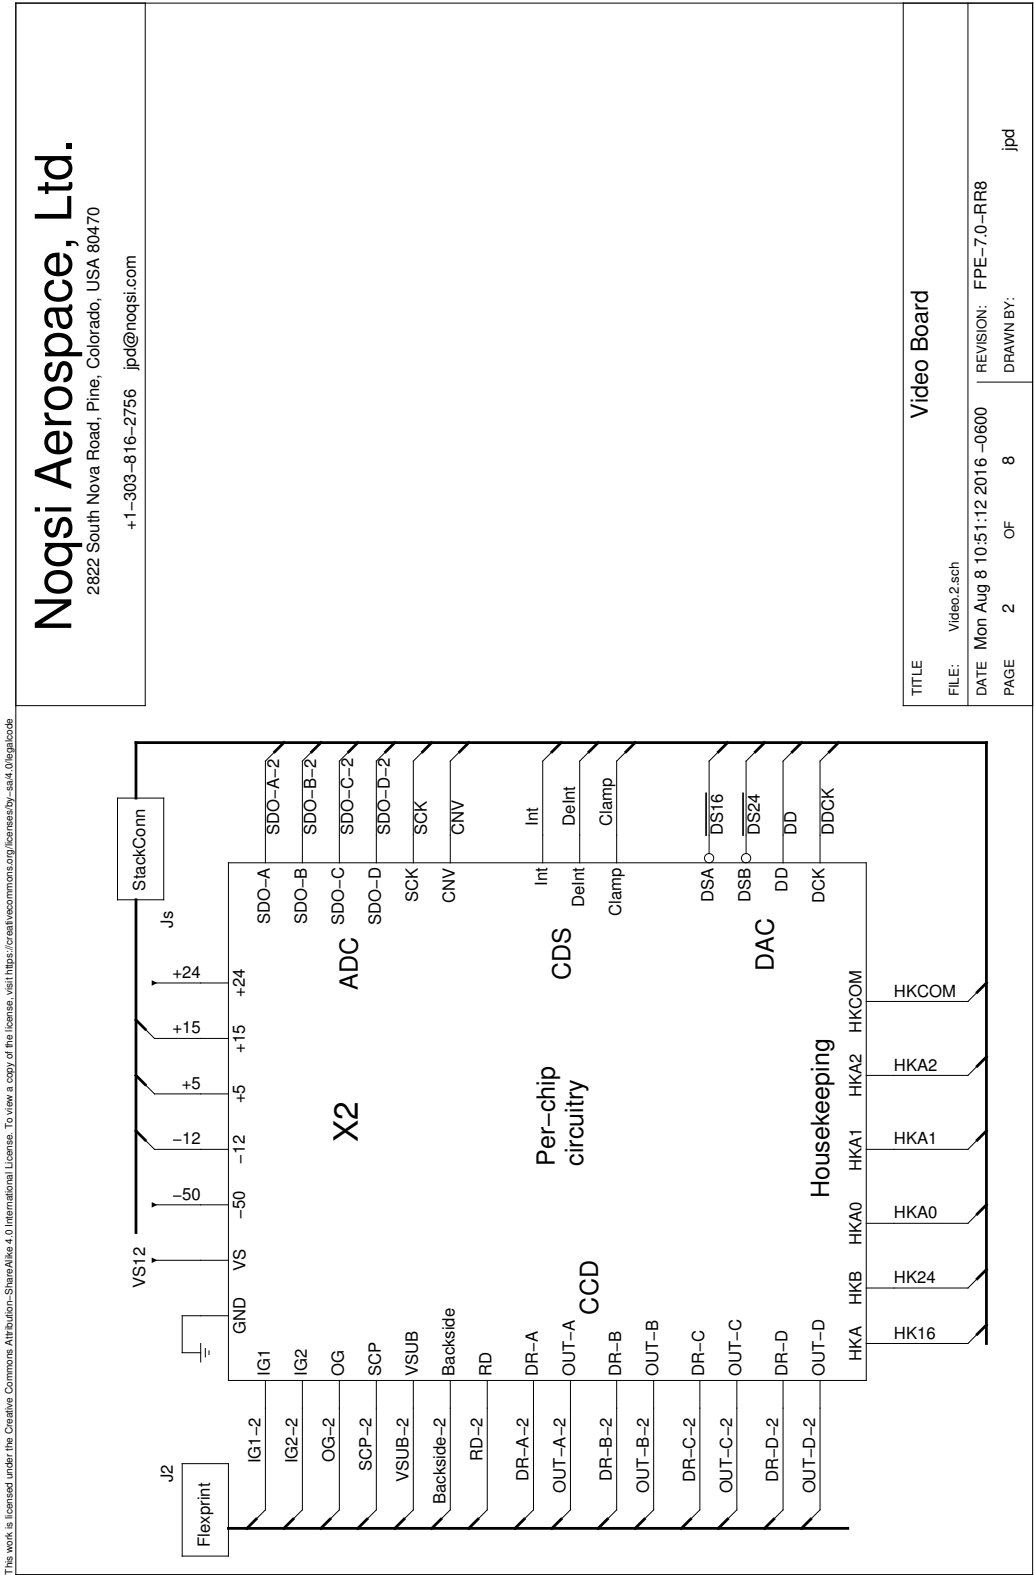 This work is licensed under the Creative Commons Attribution−ShareAlike 4.0 International License. To view a copy of the license, visit https://creativecommons.org/licenses/by−sa/4.0/legalcode
Noqsi Aerospace, Ltd.
2822 South Nova Road, Pine, Colorado, USA 80470
+1−303−816−2756 jpd@noqsi.com
StackConn
Js
J2
Flexprint
VS12
−50
−12
+5
+15
+24
GND
VS
−50
−12
+5
+15
+24
IG1−2
IG2−2
OG−2
SCP−2
VSUB−2
Backside−2
RD−2
DR−A−2
OUT−A−2
DR−B−2
OUT−B−2
DR−C−2
OUT−C−2
DR−D−2
OUT−D−2
IG1
IG2
OG
SCP
VSUB
Backside
RD
DR−A
OUT−A
DR−B
OUT−B
DR−C
OUT−C
DR−D
OUT−D
CCD
X2
Per−chip
circuitry
ADC
CDS
DAC
Housekeeping
SDO−A
SDO−B
SDO−C
SDO−D
SCK
CNV
Int
DeInt
Clamp
DSA
DSB
DD
DCK
SDO−A−2
SDO−B−2
SDO−C−2
SDO−D−2
SCK
CNV
Int
DeInt
Clamp
DS16
DS24
DD
DDCK
HKA
HKB
HKA0
HKA1
HKA2
HKCOM
HK16
HK24
HKA0
HKA1
HKA2
HKCOM
TITLE
Video Board
FILE: Video.2.sch
DATE Mon Aug 8 10:51:12 2016 −0600 REVISION: FPE−7.0−RR8
PAGE 2 OF 8 DRAWN BY: jpd